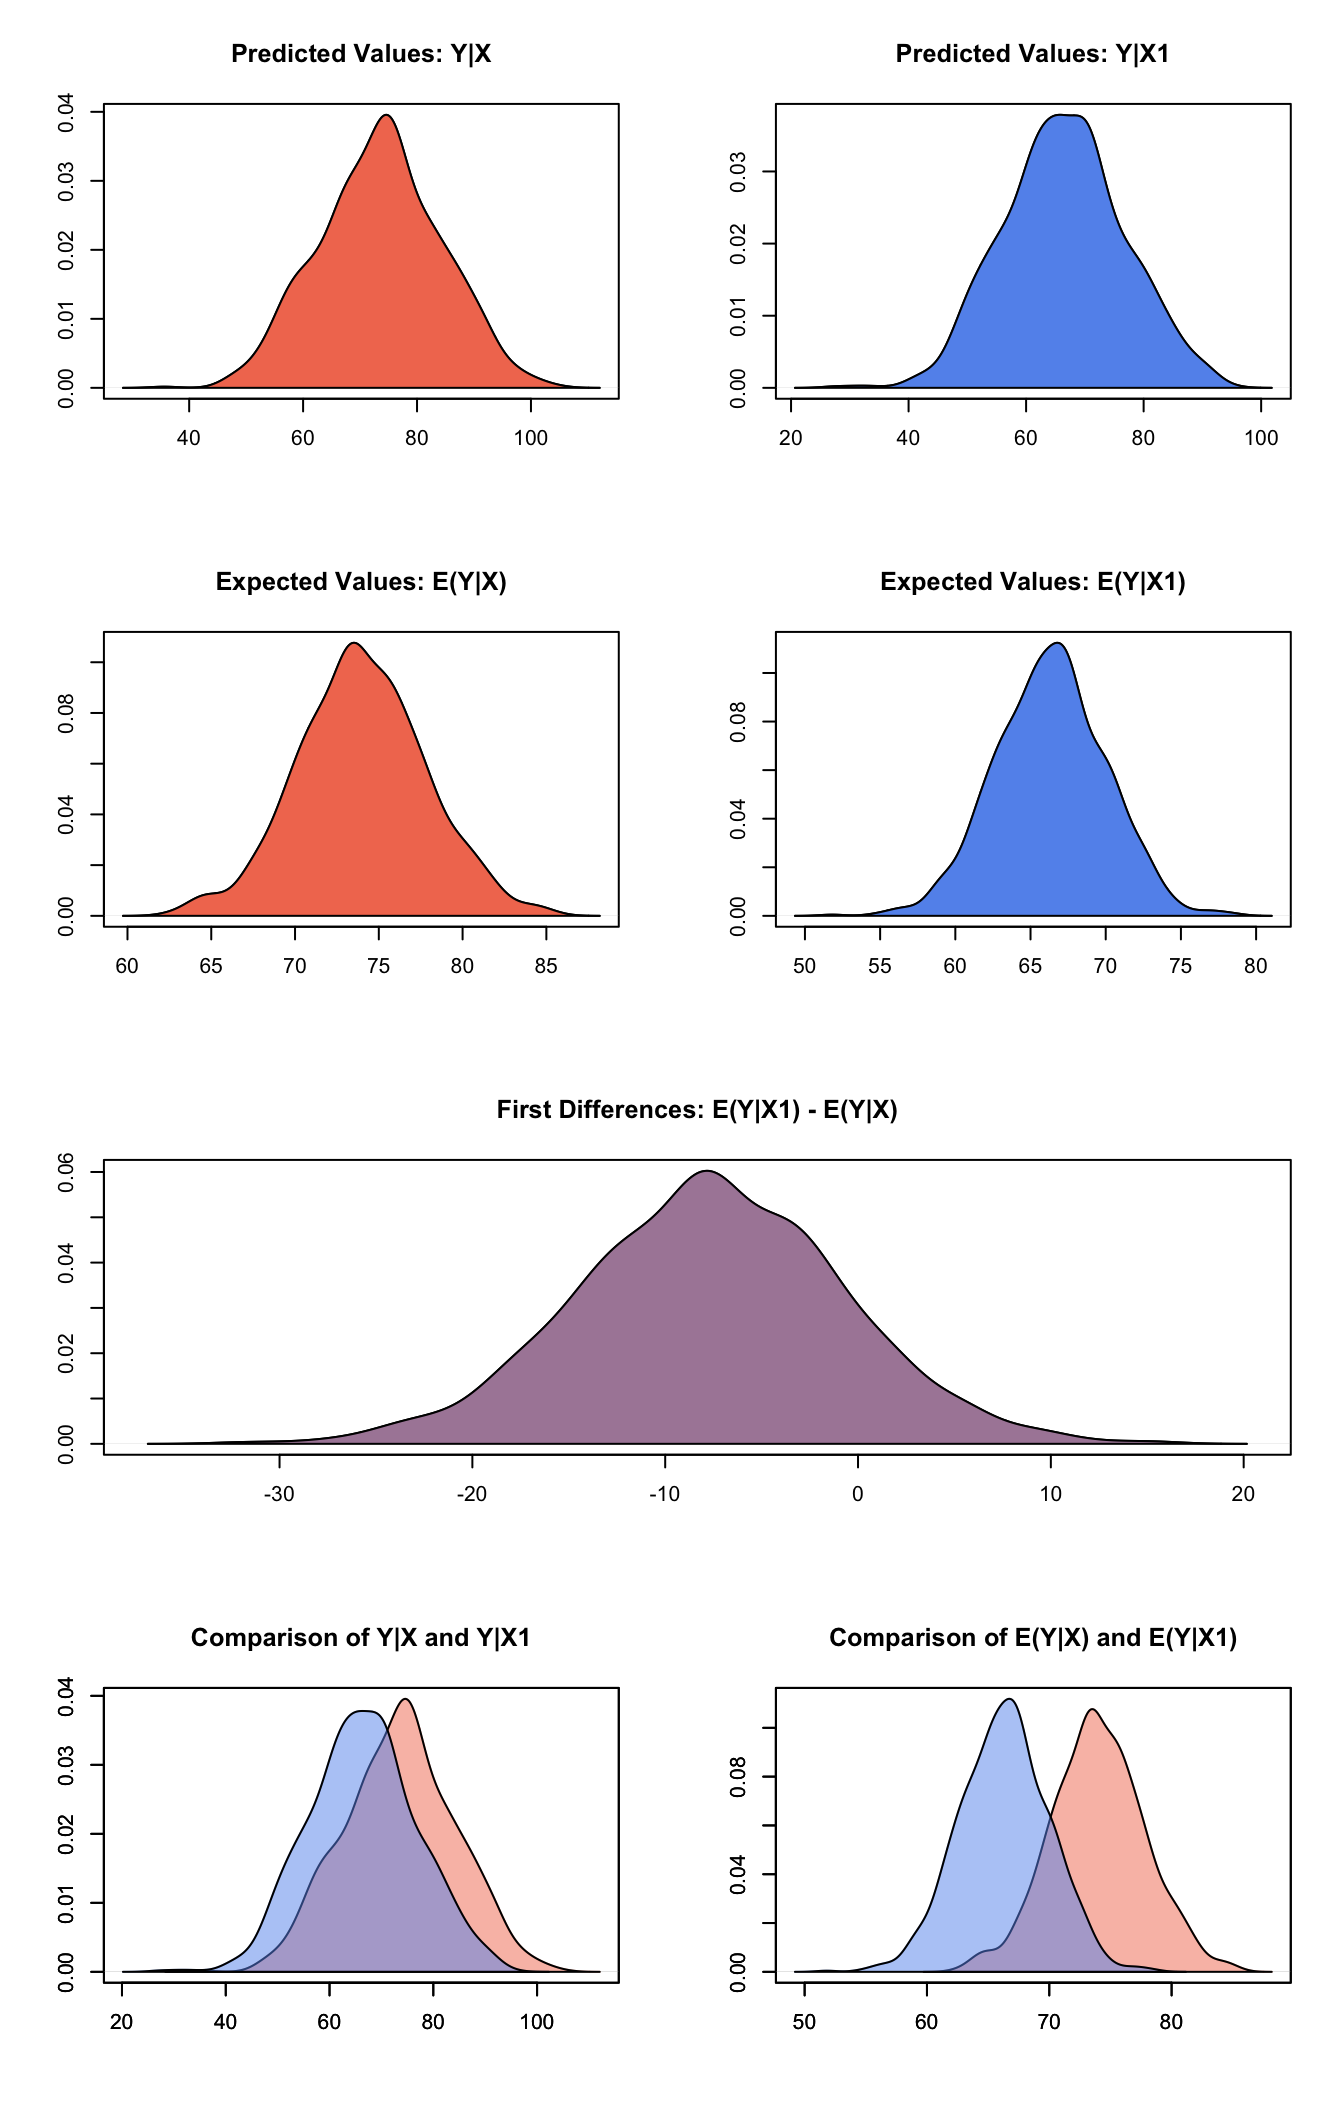 Predicted Values: Y|X
0.04
0.03
0.02
0.01
0.00
40 60 80 100
Predicted Values: Y|X1
0.03
0.02
0.01
0.00
20 40 60 80 100
Expected Values: E(Y|X)
0.08
0.04
0.00
60 65 70 75 80 85
Expected Values: E(Y|X1)
0.08
0.04
0.00
50 55 60 65 70 75 80
First Differences: E(Y|X1) - E(Y|X)
0.06
0.04
0.02
0.00
-30 -20 -10 0 10 20
Comparison of Y|X and Y|X1
0.04
0.03
0.02
0.01
0.00
20 40 60 80 100
Comparison of E(Y|X) and E(Y|X1)
0.08
0.04
0.00
50 60 70 80